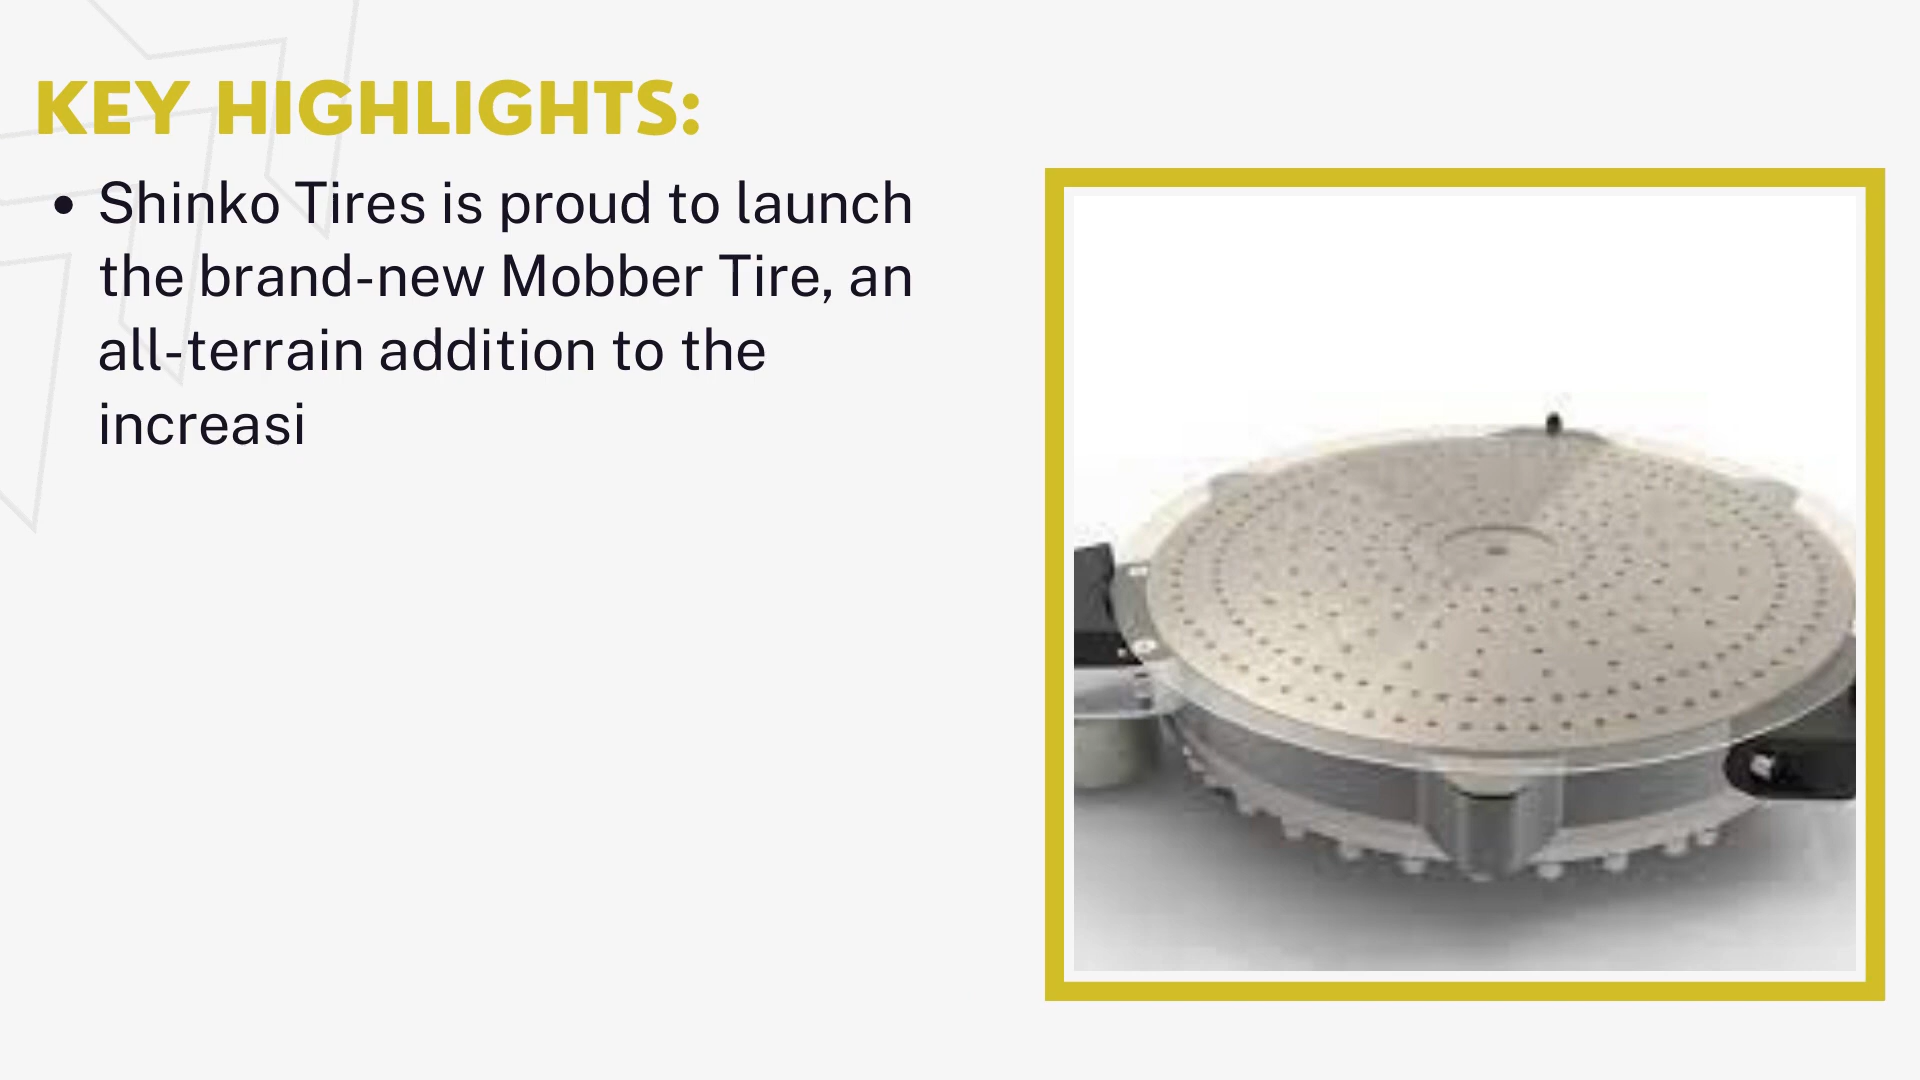 KEY HIGHLIGHTS:
• Shinko Tires is proud to launch
the brand-new Mobber Tire, an
all-terrain addition to the
increasi